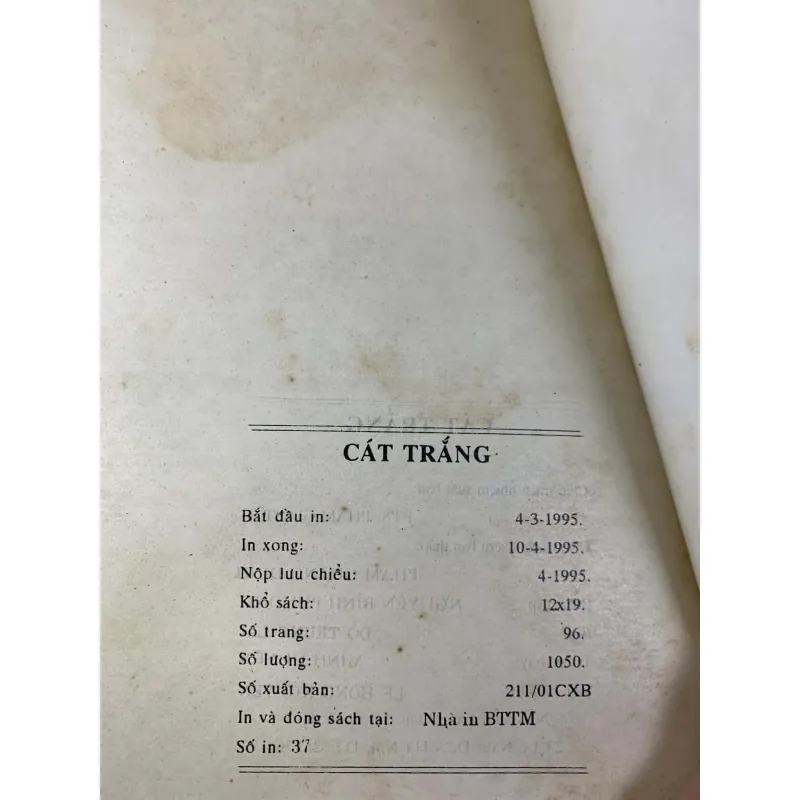 CÁT TRẮNG
Bắt đầu in: 4-3-1995.
In xong: 10-4-1995.
Nộp lưu chiểu: 4-1995.
Khổ sách: 12x19.
Số trang: 96.
Số lượng: 1050.
Số xuất bản: 211/01CXB
In và đóng sách tại: Nhà in BTTM
Số in: 37